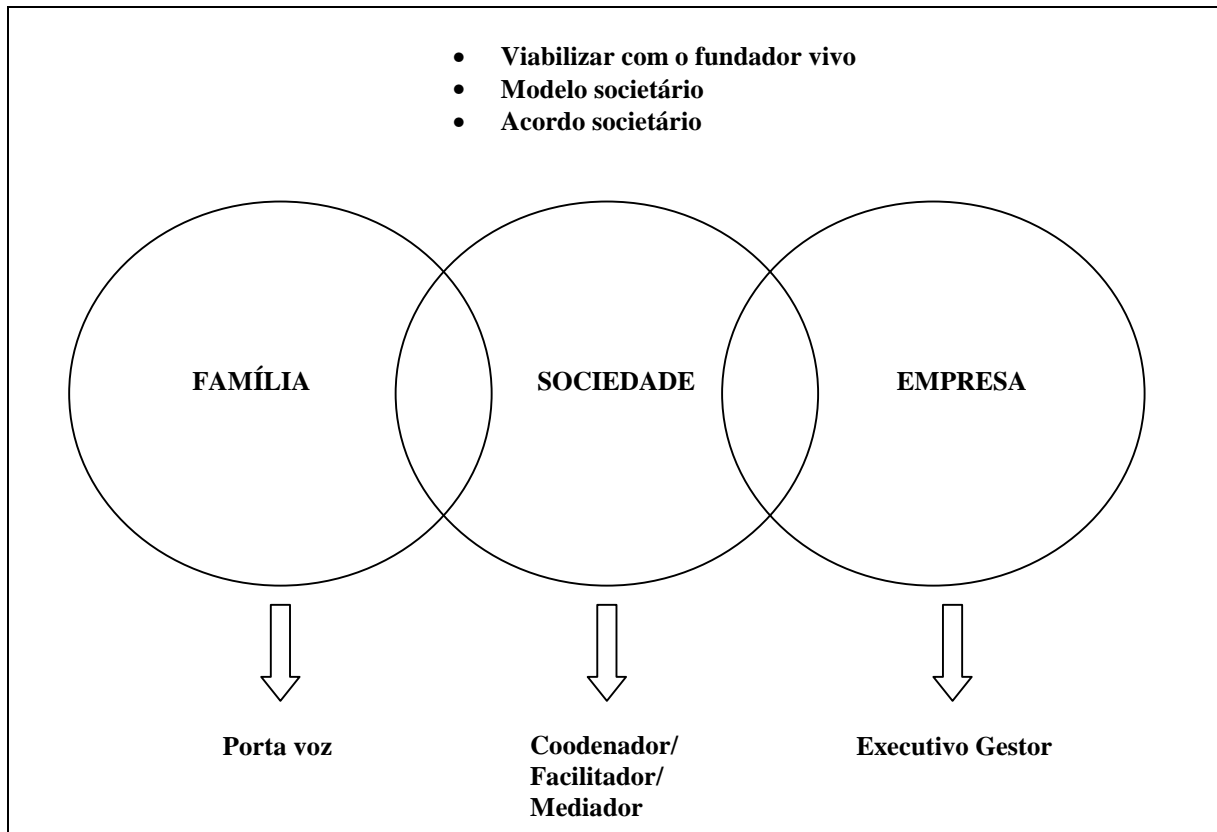 • Viabilizar com o fundador vivo
• Modelo societário
• Acordo societário
FAMÍLIA
SOCIEDADE
EMPRESA
Porta voz
Coodenador/
Facilitador/
Mediador
Executivo Gestor